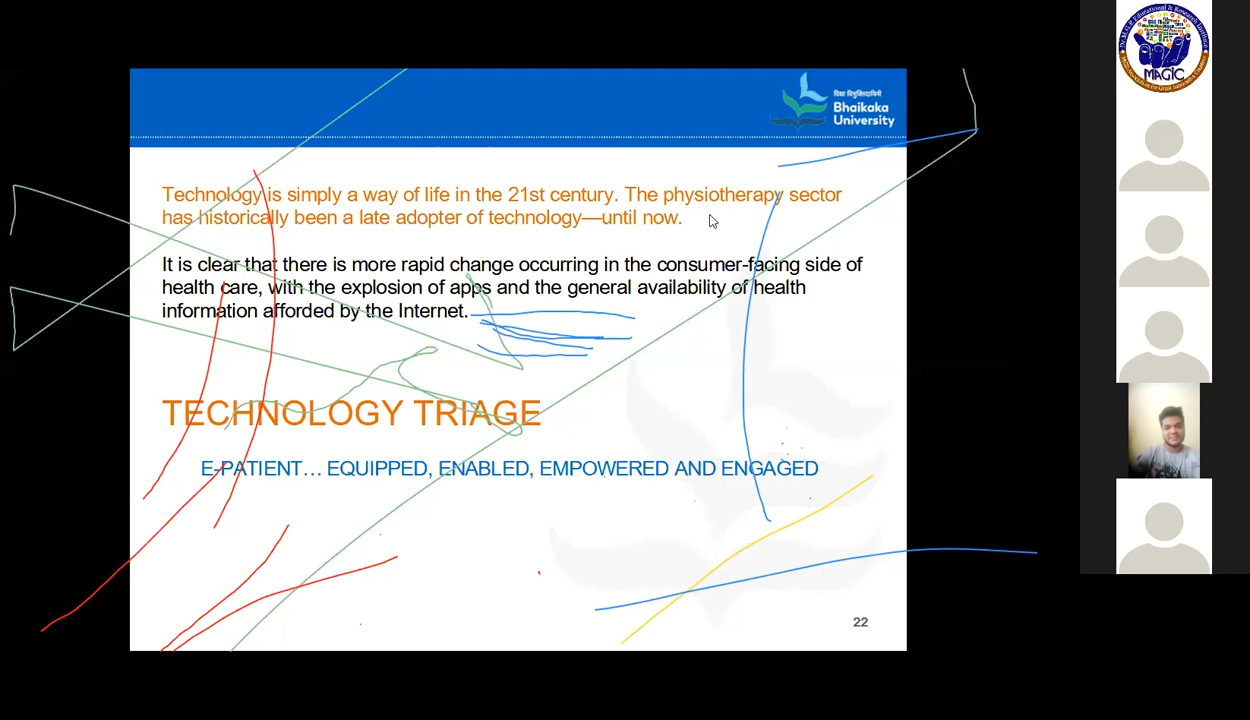 विद्या विमुक्तिदायिनी
Bhaikaka
University
MAGIC
Technology is simply a way of life in the 21st century. The physiotherapy sector
has historically been a late adopter of technology—until now.
It is clear that there is more rapid change occurring in the consumer-facing side of
health care, with the explosion of apps and the general availability of health
information afforded by the Internet.
TECHNOLOGY TRIAGE
E-PATIENT… EQUIPPED, ENABLED, EMPOWERED AND ENGAGED
22